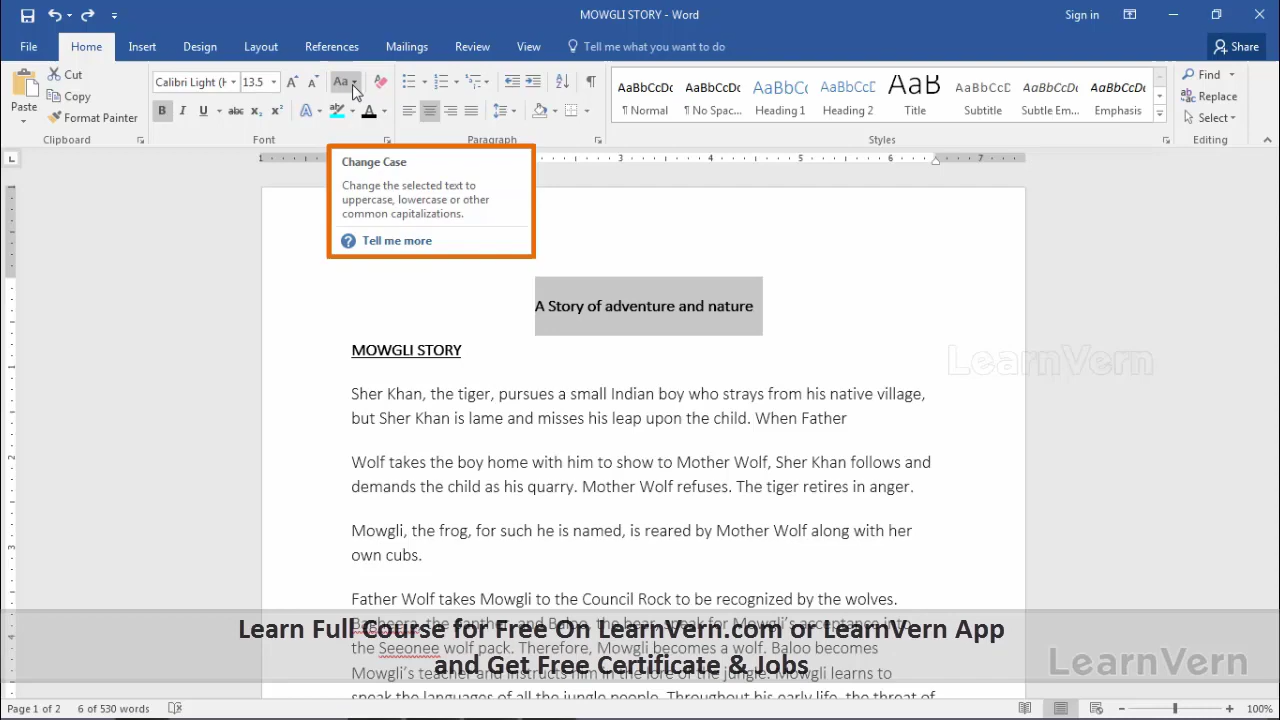 MOWGLI STORY - Word
Sign in
File Home Insert Design Layout References Mailings Review View Tell me what you want to do Share
Paste
Cut
Copy
Format Painter
Clipboard
Calibri Light (H 13.5
Aa
B I U abc x₂ x² A A
Font
Paragraph
AaBbCcDc AaBbCcDc AaBbCc AaBbCcD AaB AaBbCcD AaBbCcDc AaBbCcDc
¶ Normal ¶ No Spac... Heading 1 Heading 2 Title Subtitle Subtle Em... Emphasis
Styles
Find
Replace
Select
Editing
1 3 4 5 6 7
Change Case
Change the selected text to
uppercase, lowercase or other
common capitalizations.
Tell me more
A Story of adventure and nature
MOWGLI STORY
LearnVern
Sher Khan, the tiger, pursues a small Indian boy who strays from his native village,
but Sher Khan is lame and misses his leap upon the child. When Father
Wolf takes the boy home with him to show to Mother Wolf, Sher Khan follows and
demands the child as his quarry. Mother Wolf refuses. The tiger retires in anger.
Mowgli, the frog, for such he is named, is reared by Mother Wolf along with her
own cubs.
Father Wolf takes Mowgli to the Council Rock to be recognized by the wolves.
Bagheera, the panther, and Baloo, the bear, speak for Mowgli's acceptance into
the Seeonee wolf pack. Therefore, Mowgli becomes a wolf. Baloo becomes
Mowgli's teacher and instructs him in the lore of the jungle. Mowgli learns to
speak the languages of all the jungle people. Throughout his early life, the threat of
Learn Full Course for Free On LearnVern.com or LearnVern App
and Get Free Certificate & Jobs
LearnVern
Page 1 of 2 6 of 530 words 100%